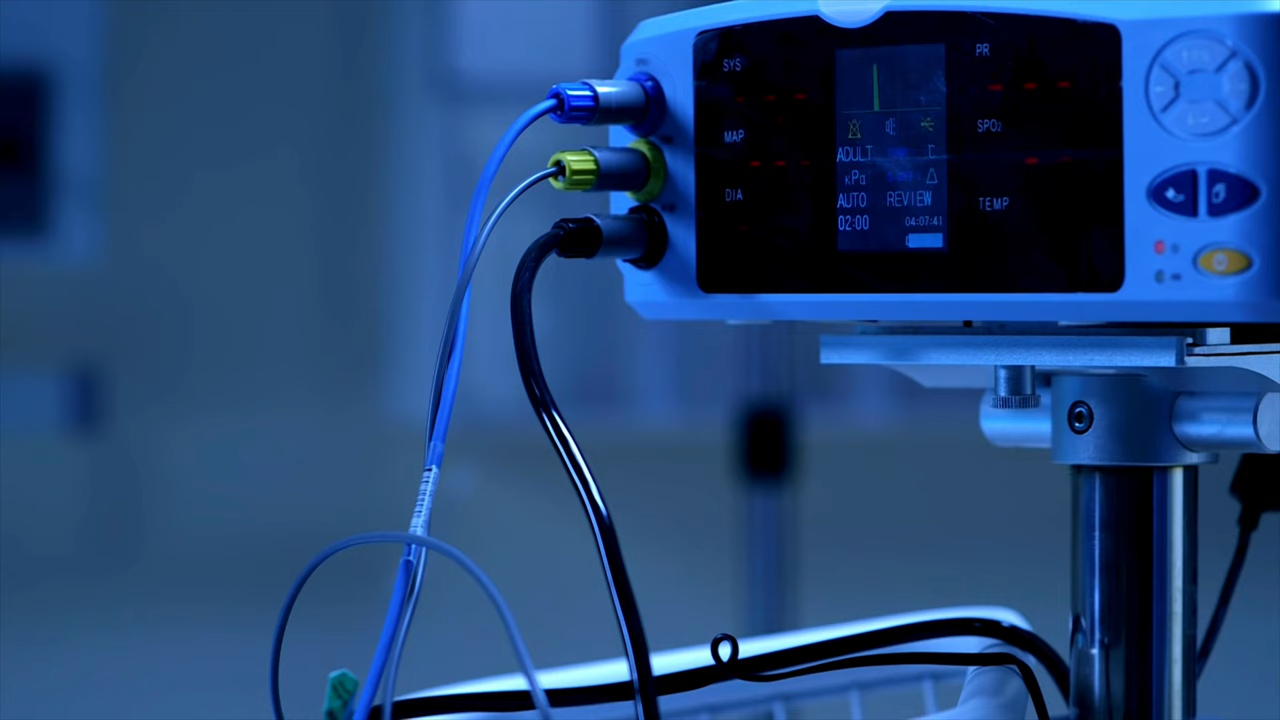 SYS
MAP
DIA
ADULT
°C
kPa
AUTO
REVIEW
02:00
04:07:41
PR
SPO₂
TEMP